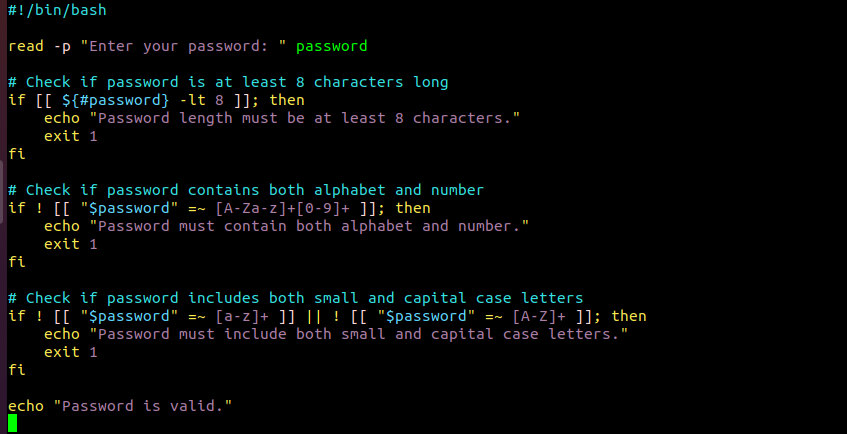 #!/bin/bash
read -p "Enter your password: " password
# Check if password is at least 8 characters long
if [[ ${#password} -lt 8 ]]; then
    echo "Password length must be at least 8 characters."
    exit 1
fi
# Check if password contains both alphabet and number
if ! [[ "$password" =~ [A-Za-z]+[0-9]+ ]]; then
    echo "Password must contain both alphabet and number."
    exit 1
fi
# Check if password includes both small and capital case letters
if ! [[ "$password" =~ [a-z]+ ]] || ! [[ "$password" =~ [A-Z]+ ]]; then
    echo "Password must include both small and capital case letters."
    exit 1
fi
echo "Password is valid."